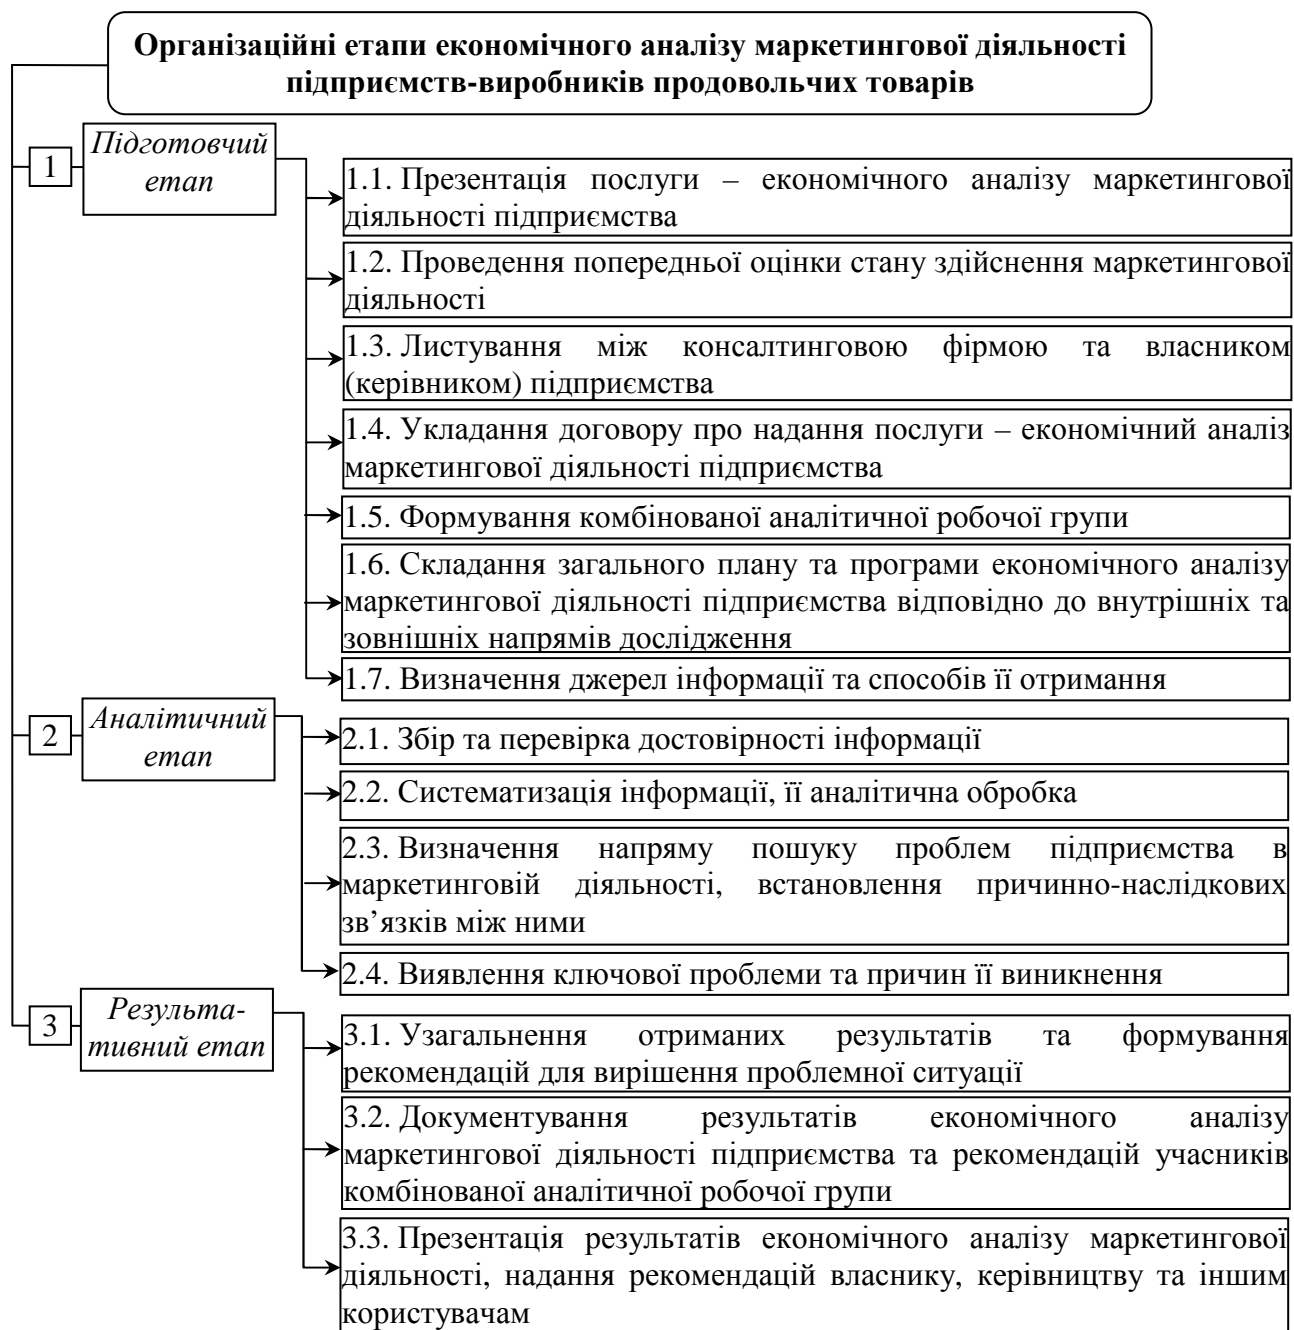 Організаційні етапи економічного аналізу маркетингової діяльності
підприємств-виробників продовольчих товарів
1
Підготовчий
етап
1.1. Презентація послуги – економічного аналізу маркетингової
діяльності підприємства
1.2. Проведення попередньої оцінки стану здійснення маркетингової
діяльності
1.3. Листування між консалтинговою фірмою та власником
(керівником) підприємства
1.4. Укладання договору про надання послуги – економічний аналіз
маркетингової діяльності підприємства
1.5. Формування комбінованої аналітичної робочої групи
1.6. Складання загального плану та програми економічного аналізу
маркетингової діяльності підприємства відповідно до внутрішніх та
зовнішніх напрямів дослідження
1.7. Визначення джерел інформації та способів її отримання
2
Аналітичний
етап
2.1. Збір та перевірка достовірності інформації
2.2. Систематизація інформації, її аналітична обробка
2.3. Визначення напряму пошуку проблем підприємства в
маркетинговій діяльності, встановлення причинно-наслідкових
зв’язків між ними
2.4. Виявлення ключової проблеми та причин її виникнення
3
Результа-
тивний етап
3.1. Узагальнення отриманих результатів та формування
рекомендацій для вирішення проблемної ситуації
3.2. Документування результатів економічного аналізу
маркетингової діяльності підприємства та рекомендацій учасників
комбінованої аналітичної робочої групи
3.3. Презентація результатів економічного аналізу маркетингової
діяльності, надання рекомендацій власнику, керівництву та іншим
користувачам